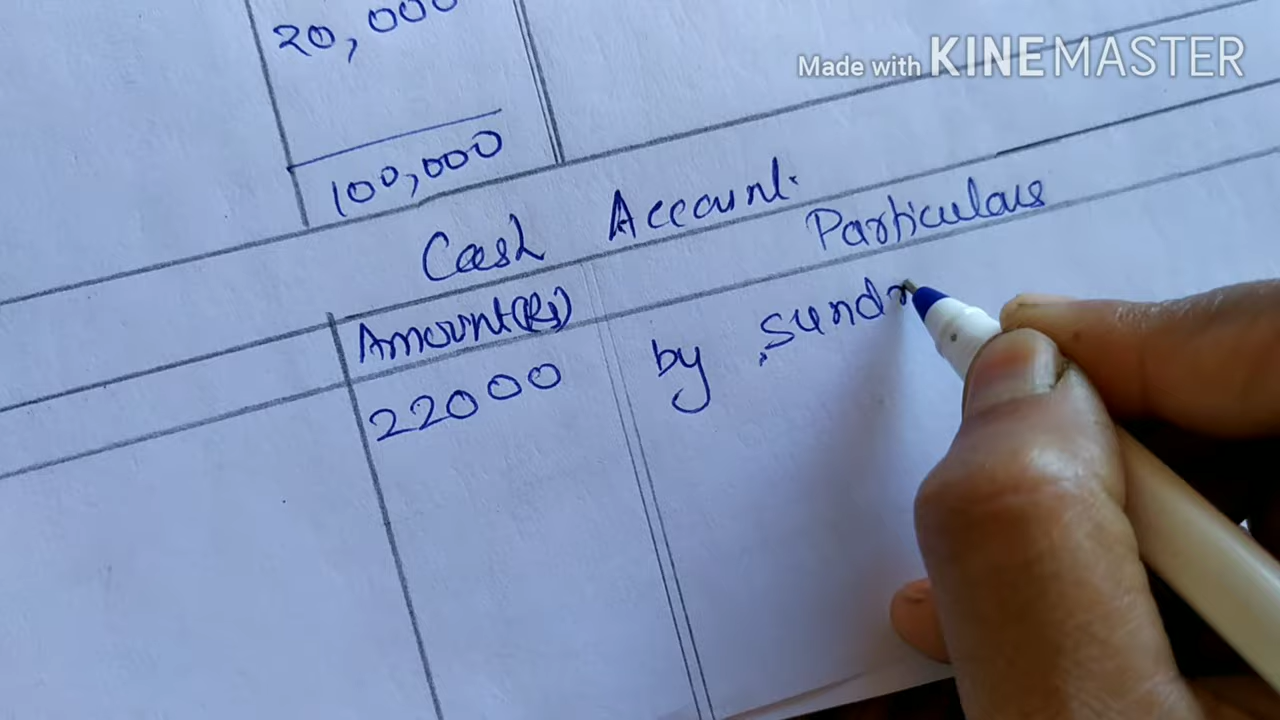 20,000
Made with KINEMASTER
100,000
Cash Account.
Amount(Rs) Particulars
22000 by sundr